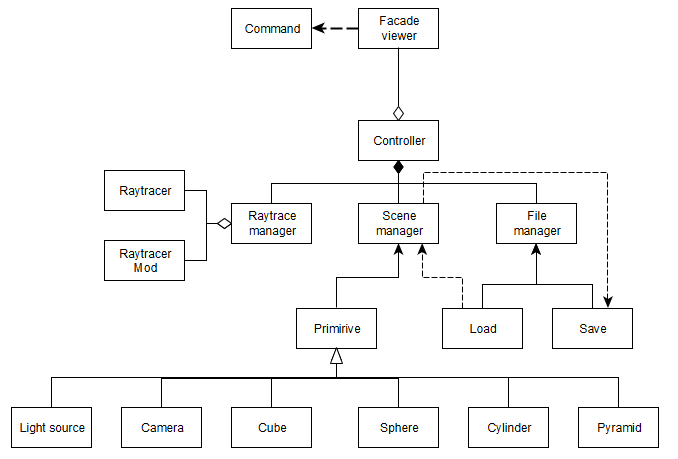 Command
Facade
viewer
Controller
Raytracer
Raytrace
manager
Scene
manager
File
manager
Raytracer
Mod
Primirive
Load
Save
Light source
Camera
Cube
Sphere
Cylinder
Pyramid